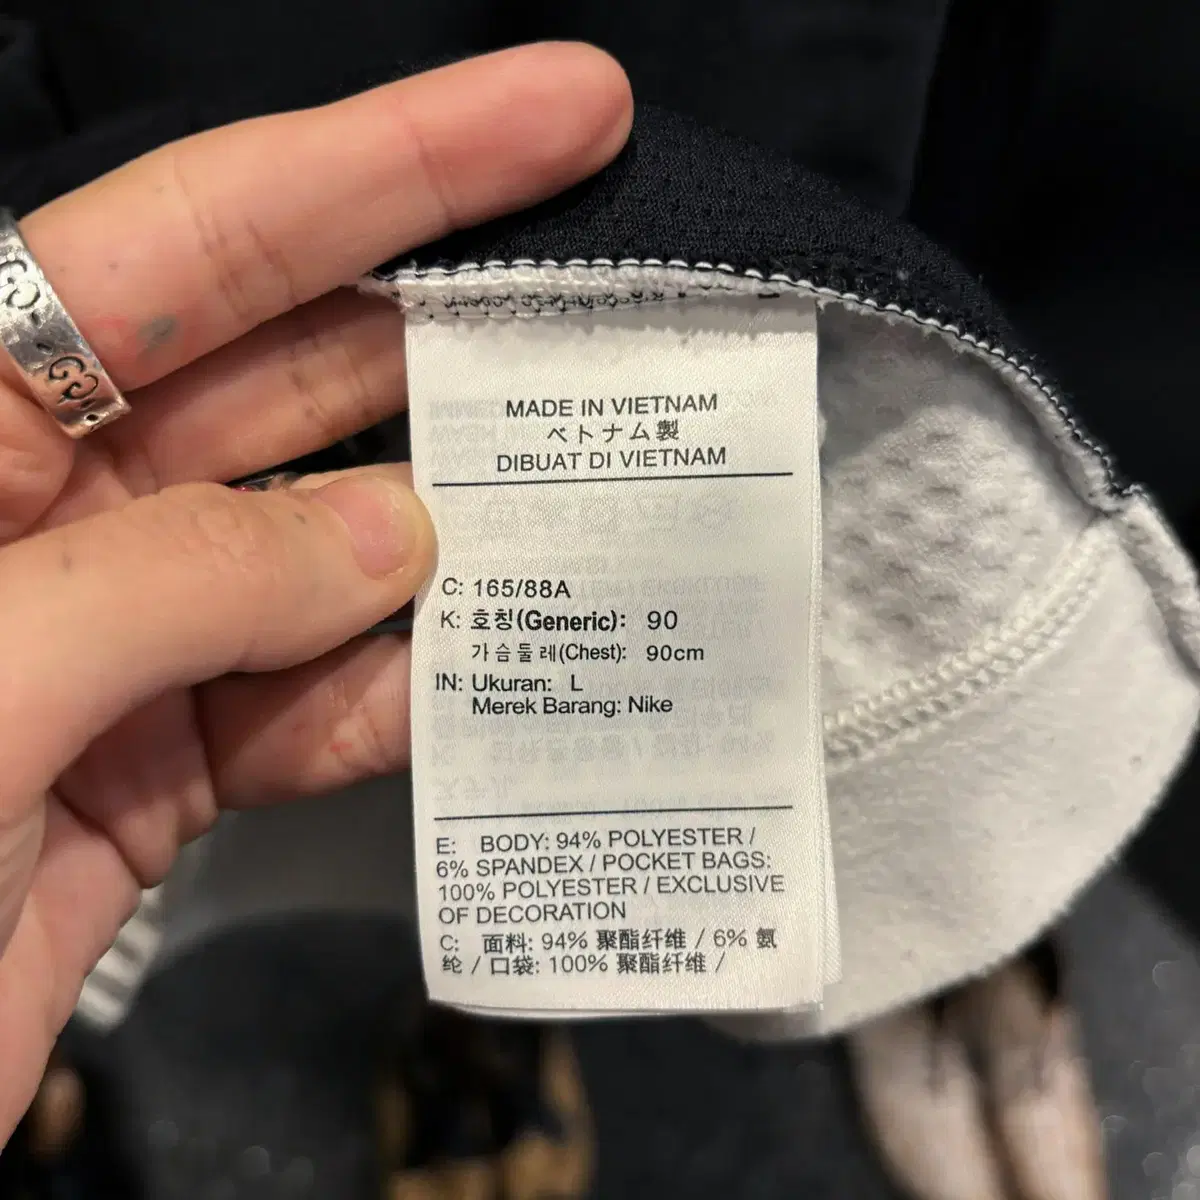 MADE IN VIETNAM
ベトナム製
DIBUAT DI VIETNAM
C: 165/88A
K: 호칭(Generic): 90
가슴둘레(Chest): 90cm
IN: Ukuran: L
Merek Barang: Nike
E: BODY: 94% POLYESTER /
6% SPANDEX / POCKET BAGS:
100% POLYESTER / EXCLUSIVE
OF DECORATION
C: 面料: 94% 聚酯纤维 / 6% 氨
纶 / 口袋: 100% 聚酯纤维 /